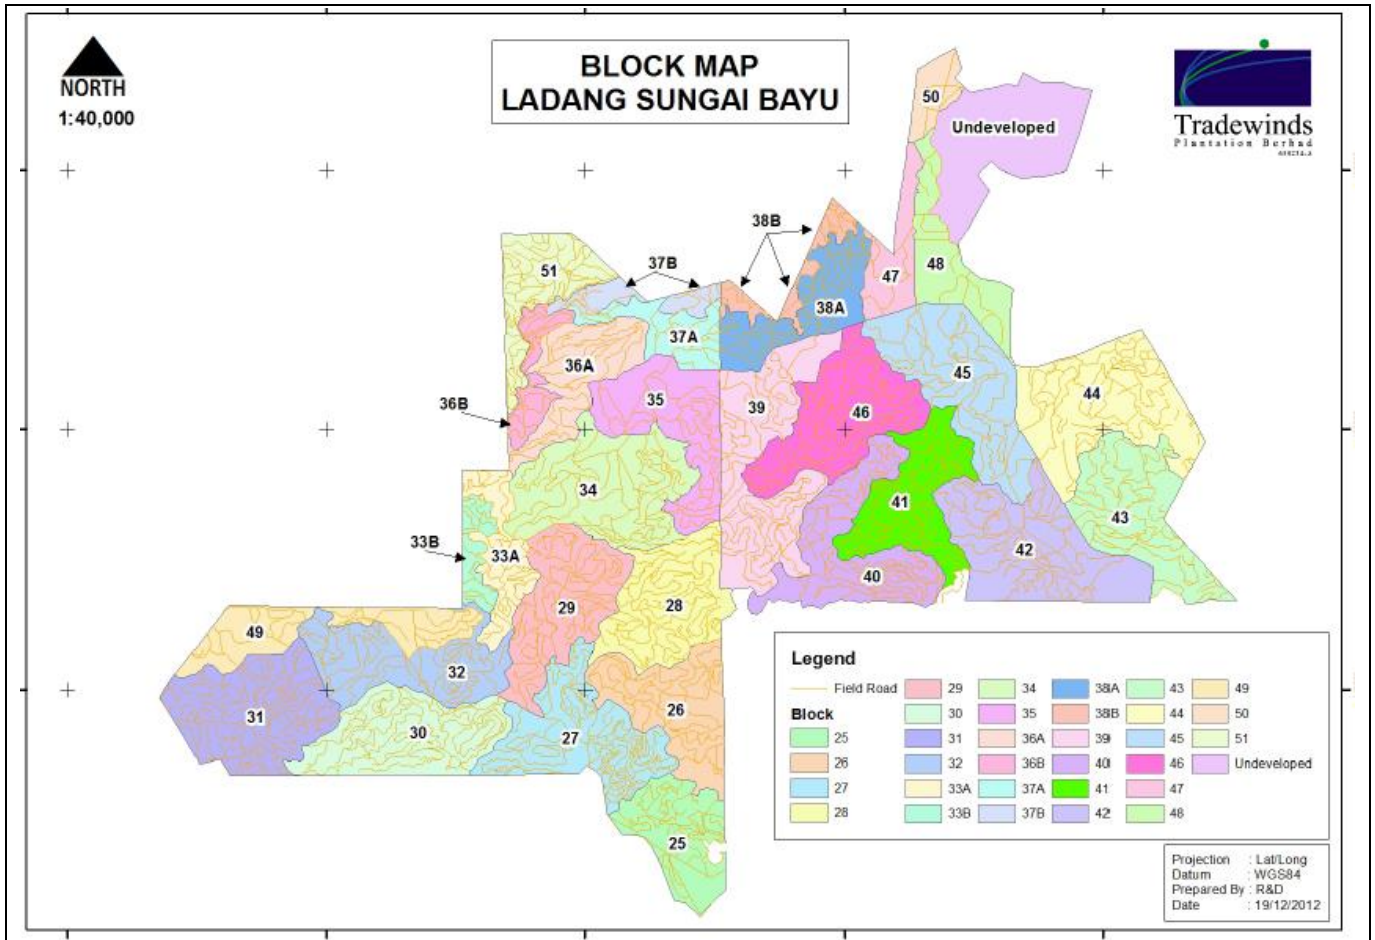 NORTH
1:40,000
BLOCK MAP
LADANG SUNGAI BAYU
Tradewinds
Plantation Berhad
50
Undeveloped
38B
51
37B
47
48
38A
37A
36A
45
44
35
36B
39
46
34
41
43
33B
33A
42
40
29
28
49
32
26
31
30
27
25
Legend
Field Road
Block
25
26
27
28
29
30
31
32
33A
33B
34
35
36A
36B
37A
37B
38A
38B
39
40
41
42
43
44
45
46
47
48
49
50
51
Undeveloped
Projection : Lat/Long
Datum : WGS84
Prepared By : R&D
Date : 19/12/2012